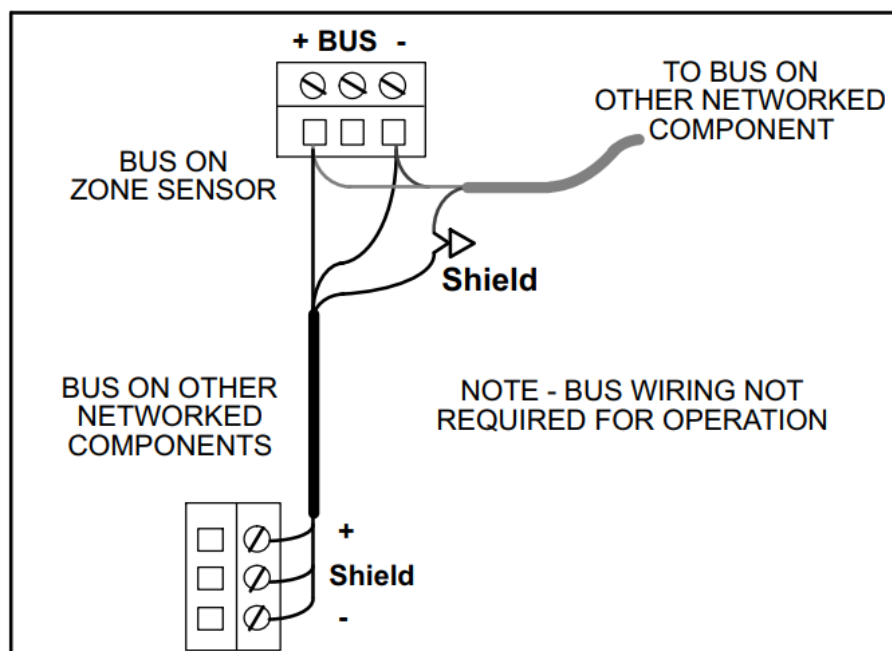 + BUS -
TO BUS ON
OTHER NETWORKED
COMPONENT
BUS ON
ZONE SENSOR
Shield
BUS ON OTHER
NETWORKED
COMPONENTS
NOTE - BUS WIRING NOT
REQUIRED FOR OPERATION
+
Shield
-